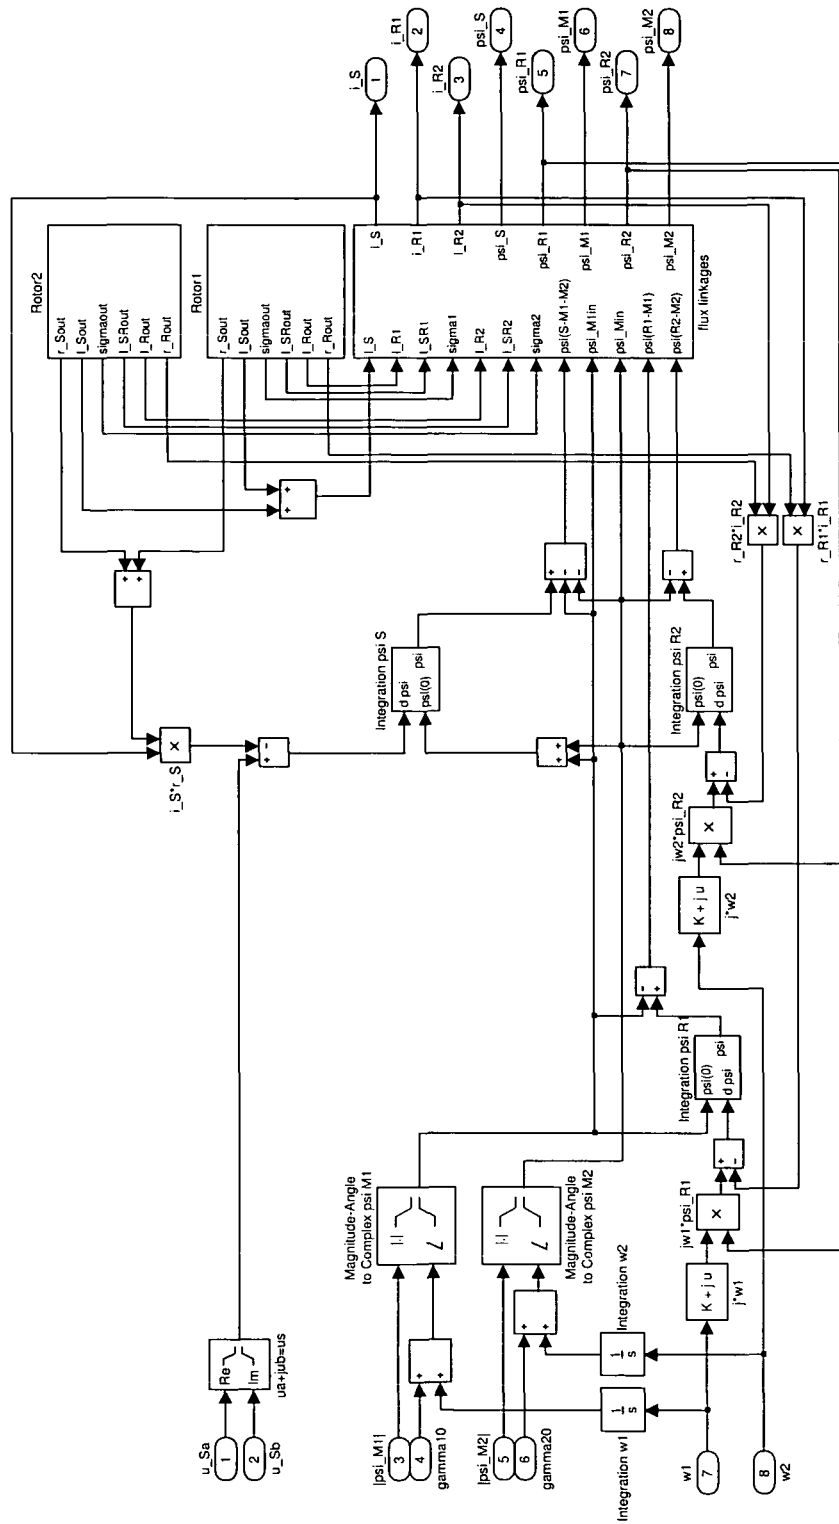 u_Sa
1
2
u_Sb
Re
Im
ua+jub=us
|psi_M1|
3
4
gamma10
|psi_M2|
5
6
gamma20
w1
7
8
w2
+
+
+
+
Integration w1
1
s
Integration w2
1
s
Magnitude-Angle
to Complex psi M1
|·|
∠
Magnitude-Angle
to Complex psi M2
|·|
∠
K + j u
j*w1
jw1*psi_R1
×
+
-
Integration psi R1
psi(0)
d psi
psi
-
+
K + j u
j*w2
jw2*psi_R2
×
+
-
Integration psi R2
psi(0)
d psi
psi
-
+
i_S*r_S
×
+
-
+
+
Integration psi S
d psi
psi(0)
psi
+
-
-
+
+
+
+
r_R2*i_R2
×
×
r_R1*i_R1
Rotor2
r_Sout
l_Sout
sigmaout
l_SRout
l_Rout
r_Rout
Rotor1
r_Sout
l_Sout
sigmaout
l_SRout
l_Rout
r_Rout
l_S
l_R1
l_SR1
sigma1
l_R2
l_SR2
sigma2
psi(S-M1-M2)
psi_M1in
psi_Min
psi(R1-M1)
psi(R2-M2)
i_S
i_R1
i_R2
psi_S
psi_R1
psi_M1
psi_R2
psi_M2
flux linkages
i_S
1
i_R1
2
i_R2
3
psi_S
4
psi_R1
5
psi_M1
6
psi_R2
7
psi_M2
8